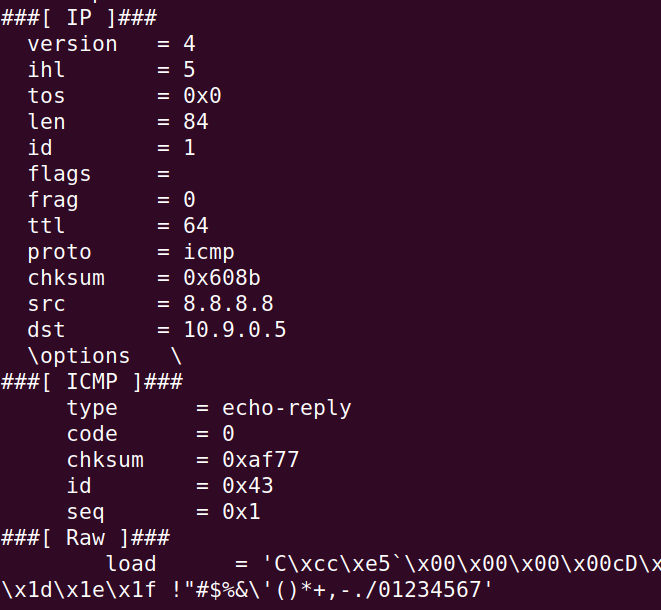 ###[ IP ]###
  version   = 4
  ihl       = 5
  tos       = 0x0
  len       = 84
  id        = 1
  flags     =
  frag      = 0
  ttl       = 64
  proto     = icmp
  chksum    = 0x608b
  src       = 8.8.8.8
  dst       = 10.9.0.5
  \options   \
###[ ICMP ]###
     type      = echo-reply
     code      = 0
     chksum    = 0xaf77
     id        = 0x43
     seq       = 0x1
###[ Raw ]###
        load      = 'C\xcc\xe5`\x00\x00\x00\x00cD\x
\x1d\x1e\x1f !"#$%&\'()*+,-./01234567'